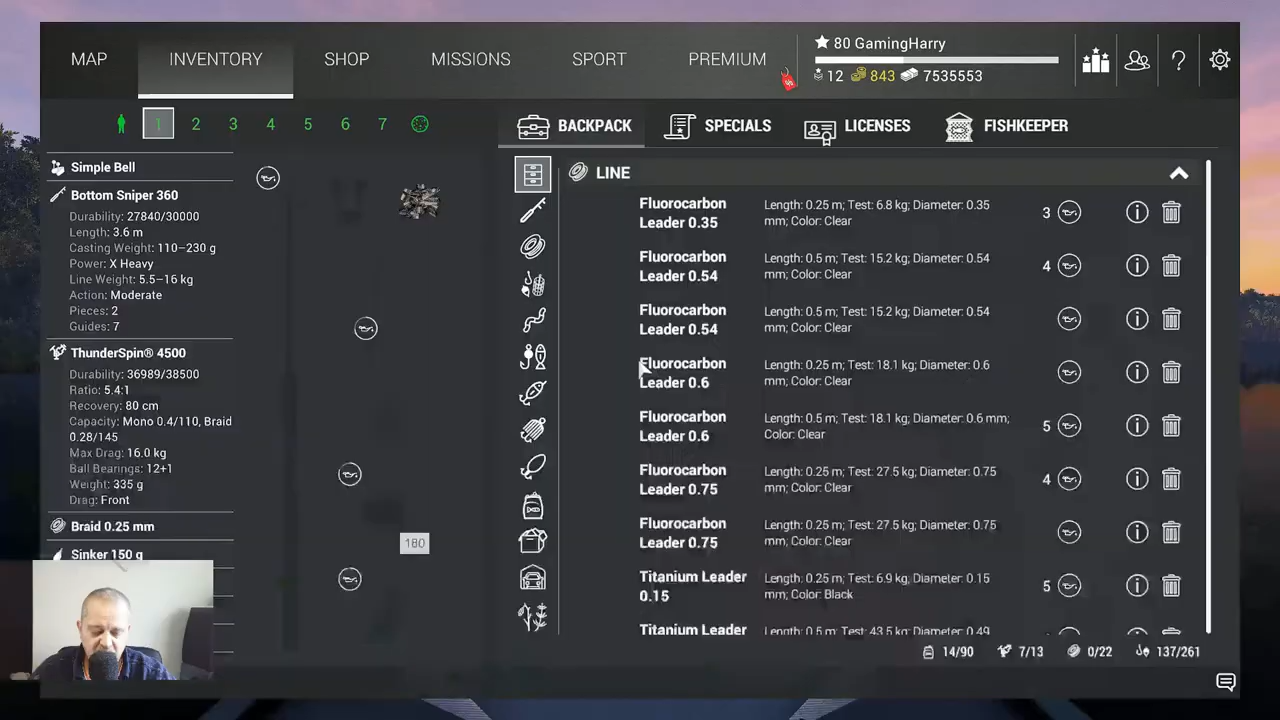 MAP
INVENTORY
SHOP
MISSIONS
SPORT
PREMIUM
80 GamingHarry
12 843 7535553
1 2 3 4 5 6 7
BACKPACK
SPECIALS
LICENSES
FISHKEEPER
Simple Bell
Bottom Sniper 360
Durability: 27840/30000
Length: 3.6 m
Casting Weight: 110–230 g
Power: X Heavy
Line Weight: 5.5–16 kg
Action: Moderate
Pieces: 2
Guides: 7
ThunderSpin® 4500
Durability: 36989/38500
Ratio: 5.4:1
Recovery: 80 cm
Capacity: Mono 0.4/110, Braid
0.28/145
Max Drag: 16.0 kg
Ball Bearings: 12+1
Weight: 335 g
Drag: Front
Braid 0.25 mm
Sinker 150 g
180
LINE
Fluorocarbon
Leader 0.35
Length: 0.25 m; Test: 6.8 kg; Diameter: 0.35
mm; Color: Clear
3
Fluorocarbon
Leader 0.54
Length: 0.5 m; Test: 15.2 kg; Diameter: 0.54
mm; Color: Clear
4
Fluorocarbon
Leader 0.54
Length: 0.5 m; Test: 15.2 kg; Diameter: 0.54
mm; Color: Clear
Fluorocarbon
Leader 0.6
Length: 0.25 m; Test: 18.1 kg; Diameter: 0.6
mm; Color: Clear
Fluorocarbon
Leader 0.6
Length: 0.5 m; Test: 18.1 kg; Diameter: 0.6 mm;
Color: Clear
5
Fluorocarbon
Leader 0.75
Length: 0.25 m; Test: 27.5 kg; Diameter: 0.75
mm; Color: Clear
4
Fluorocarbon
Leader 0.75
Length: 0.25 m; Test: 27.5 kg; Diameter: 0.75
mm; Color: Clear
Titanium Leader
0.15
Length: 0.25 m; Test: 6.9 kg; Diameter: 0.15
mm; Color: Black
5
Titanium Leader
Length: 0.5 m; Test: 43.5 kg; Diameter: 0.49
14/90
7/13
0/22
137/261